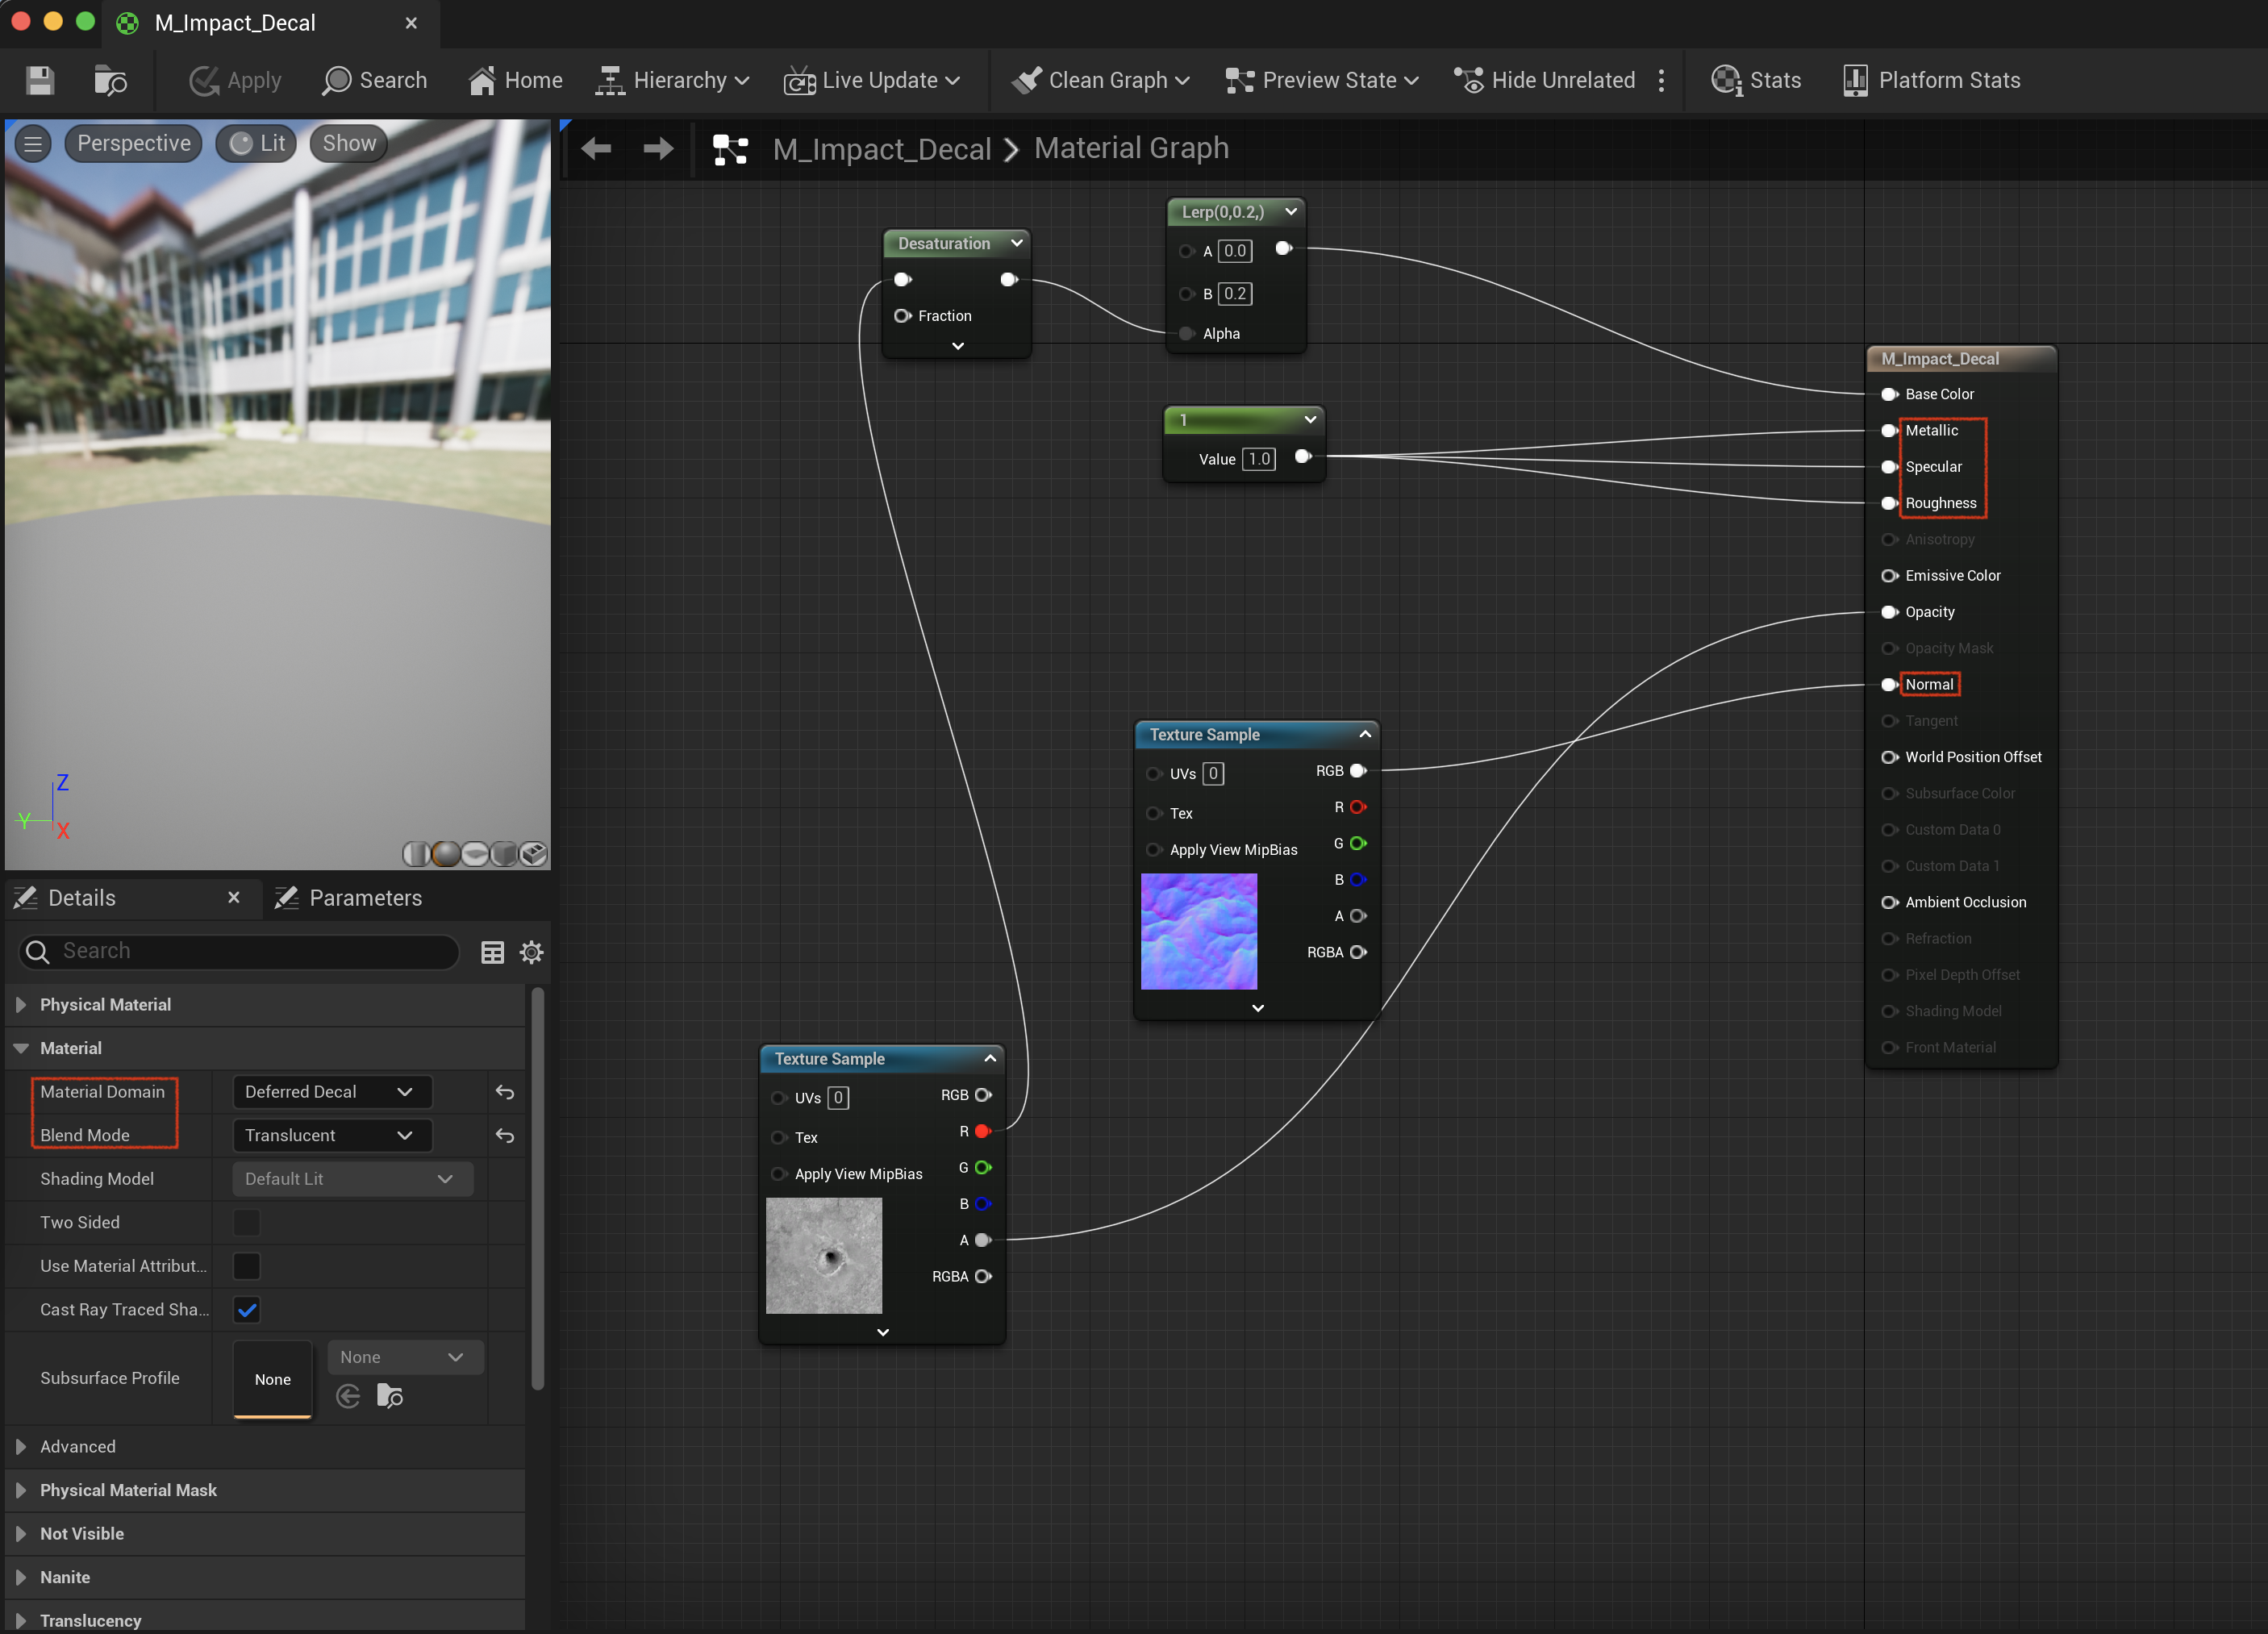 M_Impact_Decal
Apply
Search
Home
Hierarchy
Live Update
Clean Graph
Preview State
Hide Unrelated
Stats
Platform Stats
Perspective
Lit
Show
Z
Y
X
M_Impact_Decal
Material Graph
Desaturation
Fraction
Lerp(0,0.2,)
A 0.0
B 0.2
Alpha
1
Value 1.0
M_Impact_Decal
Base Color
Metallic
Specular
Roughness
Anisotropy
Emissive Color
Opacity
Opacity Mask
Normal
Tangent
World Position Offset
Subsurface Color
Custom Data 0
Custom Data 1
Ambient Occlusion
Refraction
Pixel Depth Offset
Shading Model
Front Material
Texture Sample
UVs 0 RGB
R
Tex
G
Apply View MipBias
B
A
RGBA
Texture Sample
UVs 0 RGB
R
Tex
G
Apply View MipBias
B
A
RGBA
Details
Parameters
Search
Physical Material
Material
Material Domain Deferred Decal
Blend Mode Translucent
Shading Model Default Lit
Two Sided
Use Material Attribut...
Cast Ray Traced Sha...
Subsurface Profile None None
Advanced
Physical Material Mask
Not Visible
Nanite
Translucency